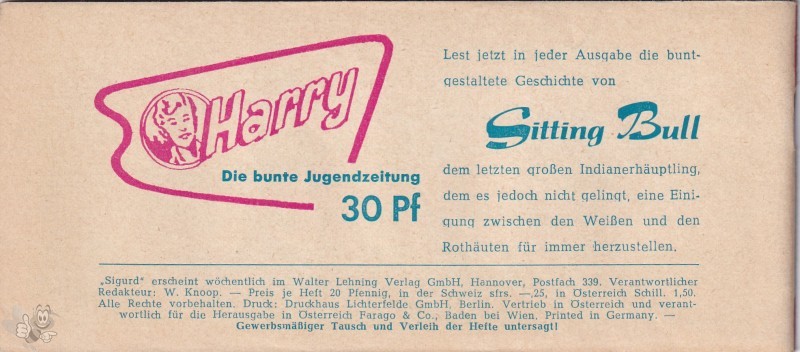 Harry
Die bunte Jugendzeitung
30 Pf
Lest jetzt in jeder Ausgabe die bunt-
gestaltete Geschichte von
Sitting Bull
dem letzten großen Indianerhäuptling,
dem es jedoch nicht gelingt, eine Eini-
gung zwischen den Weißen und den
Rothäuten für immer herzustellen.
„Sigurd“ erscheint wöchentlich im Walter Lehning Verlag GmbH, Hannover, Postfach 339. Verantwortlicher
Redakteur: W. Knoop. — Preis je Heft 20 Pfennig, in der Schweiz sfrs. —.25, in Österreich Schill. 1,50.
Alle Rechte vorbehalten. Druck: Druckhaus Lichterfelde GmbH, Berlin. Vertrieb in Österreich und verant-
wortlich für die Herausgabe in Österreich Farago & Co., Baden bei Wien. Printed in Germany. —
Gewerbsmäßiger Tausch und Verleih der Hefte untersagt!